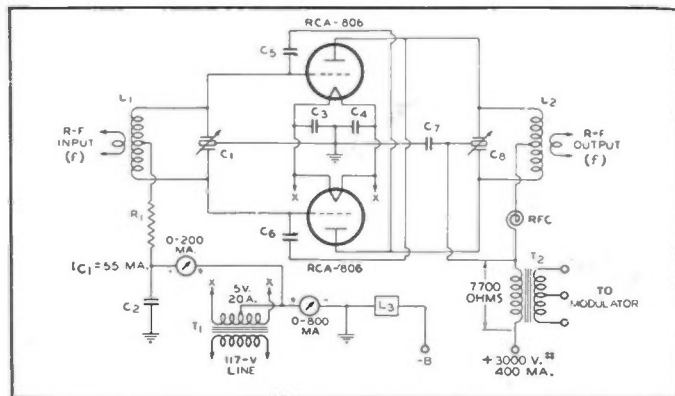 RCA-806
C5
L1
C3
C4
C7
L2
R-F
INPUT
(f)
C1
C8
R-F
OUTPUT
(f)
X
X
R1
C6
RFC
0-200
MA.
RCA-806
IC1=55 MA.
- +
T2
X
5V.
20A.
X
+ -
7700
OHMS
TO
MODULATOR
C2
L3
T1
0-800
MA
117-V
LINE
-B
+3000 V.#
400 MA.